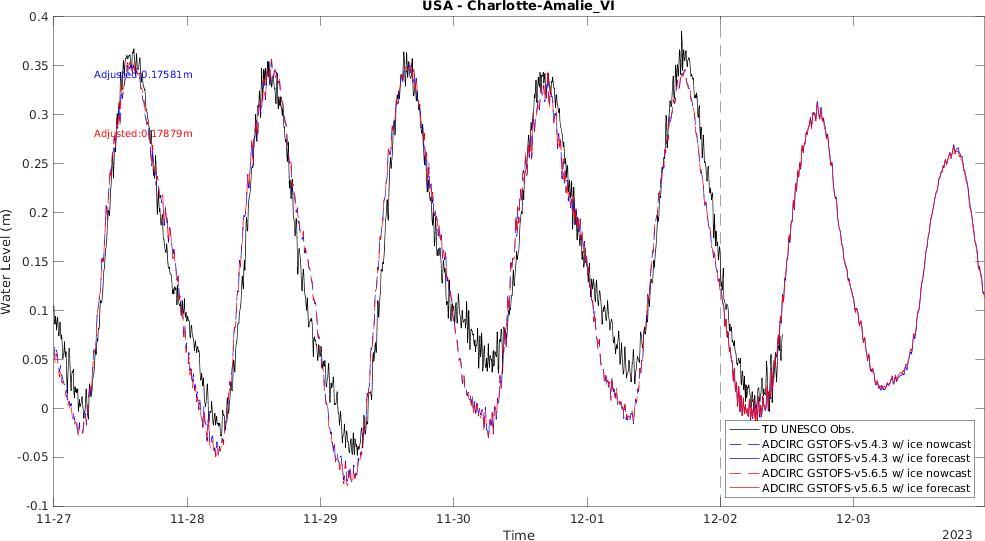 USA - Charlotte-Amalie_VI
0.4
0.35
0.3
0.25
0.2
0.15
0.1
0.05
0
-0.05
-0.1
Water Level (m)
Adjusted:0.17581m
Adjusted:0.17879m
TD UNESCO Obs.
ADCIRC GSTOFS-v5.4.3 w/ ice nowcast
ADCIRC GSTOFS-v5.4.3 w/ ice forecast
ADCIRC GSTOFS-v5.6.5 w/ ice nowcast
ADCIRC GSTOFS-v5.6.5 w/ ice forecast
11-27 11-28 11-29 11-30 12-01 12-02 12-03
Time
2023